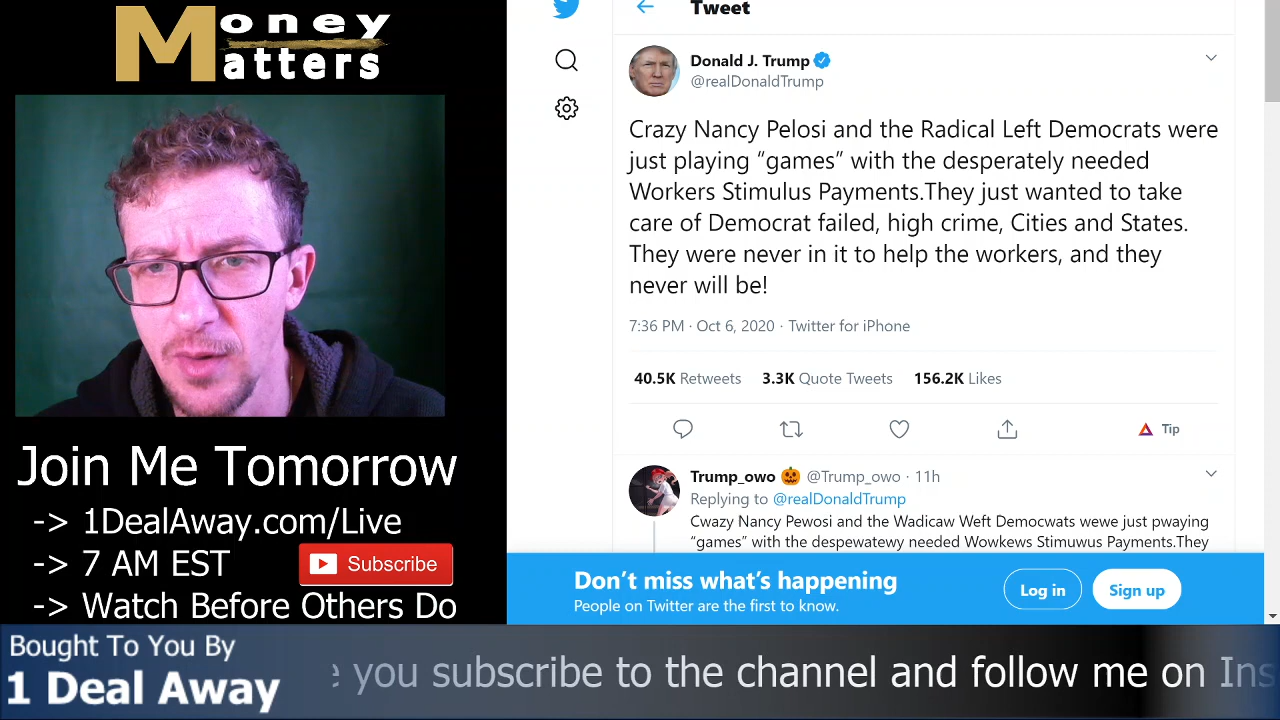 Money
Matters
Join Me Tomorrow
-> 1DealAway.com/Live
-> 7 AM EST
Subscribe
-> Watch Before Others Do
Tweet
Donald J. Trump
@realDonaldTrump
Crazy Nancy Pelosi and the Radical Left Democrats were
just playing “games” with the desperately needed
Workers Stimulus Payments.They just wanted to take
care of Democrat failed, high crime, Cities and States.
They were never in it to help the workers, and they
never will be!
7:36 PM · Oct 6, 2020 · Twitter for iPhone
40.5K Retweets 3.3K Quote Tweets 156.2K Likes
Tip
Trump_owo 🎃 @Trump_owo · 11h
Replying to @realDonaldTrump
Cwazy Nancy Pewosi and the Wadicaw Weft Democwats wewe just pwaying
“games” with the despewatewy needed Wowkews Stimuwus Payments.They
Don’t miss what’s happening
People on Twitter are the first to know.
Log in
Sign up
Bought To You By
1 Deal Away
you subscribe to the channel and follow me on